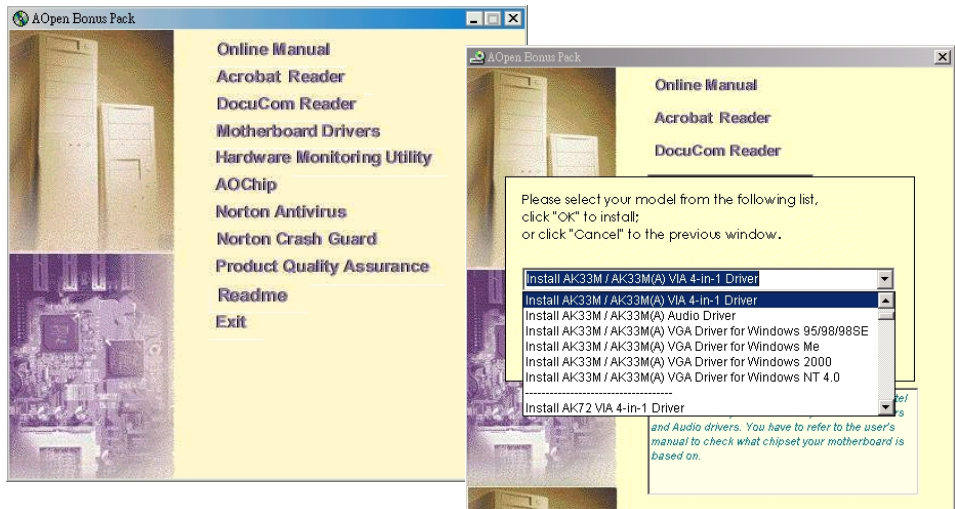 AOpen Bonus Pack
Online Manual
Acrobat Reader
DocuCom Reader
Motherboard Drivers
Hardware Monitoring Utility
AOChip
Norton Antivirus
Norton Crash Guard
Product Quality Assurance
Readme
Exit
AOpen Bonus Pack
Online Manual
Acrobat Reader
DocuCom Reader
Please select your model from the following list,
click "OK" to install;
or click "Cancel" to the previous window.
Install AK33M / AK33M(A) VIA 4-in-1 Driver
Install AK33M / AK33M(A) VIA 4-in-1 Driver
Install AK33M / AK33M(A) Audio Driver
Install AK33M / AK33M(A) VGA Driver for Windows 95/98/98SE
Install AK33M / AK33M(A) VGA Driver for Windows Me
Install AK33M / AK33M(A) VGA Driver for Windows 2000
Install AK33M / AK33M(A) VGA Driver for Windows NT 4.0
------------------------------------
Install AK72 VIA 4-in-1 Driver
and Audio drivers. You have to refer to the user's
manual to check what chipset your motherboard is
based on.